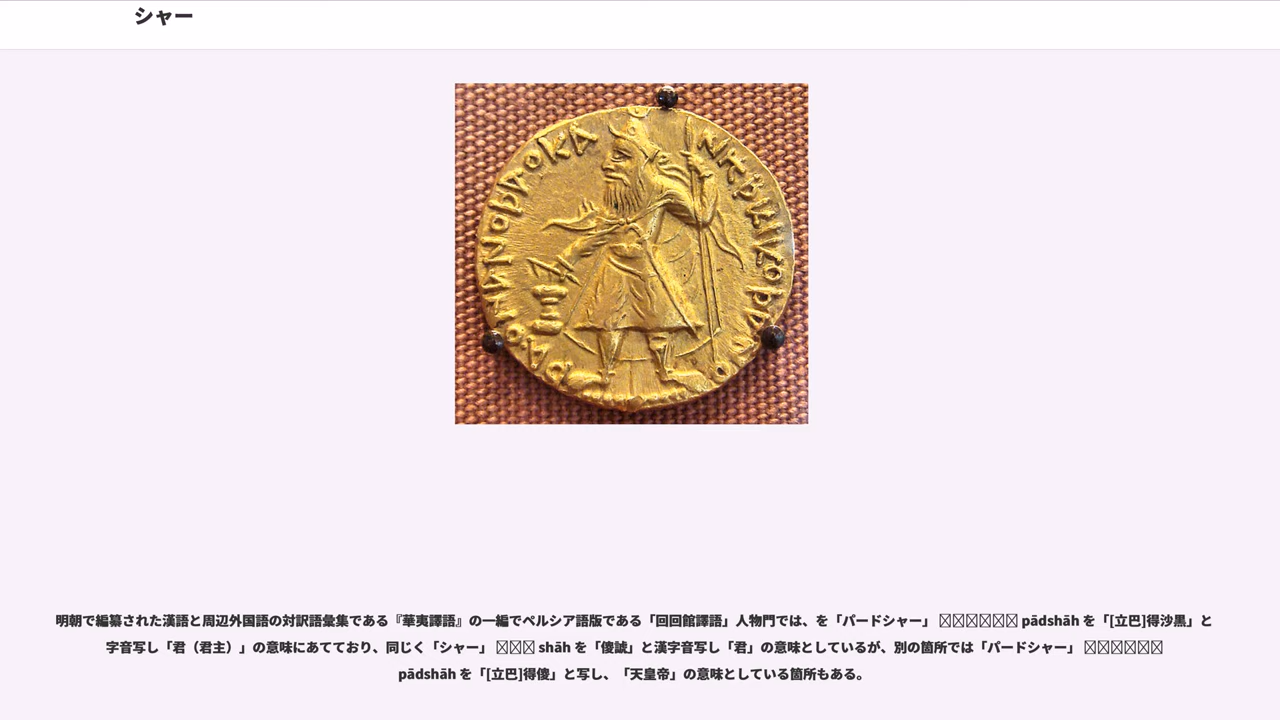 シャー
明朝で編纂された漢語と周辺外国語の対訳語彙集である『華夷譯語』の一編でペルシア語版である「回回館譯語」人物門では、を「パードシャー」 □□□□□□ pādshāh を「[立巴]得沙黒」と
字音写し「君（君主）」の意味にあてており、同じく「シャー」 □□□ shāh を「傻諕」と漢字音写し「君」の意味としているが、別の箇所では「パードシャー」 □□□□□□
pādshāh を「[立巴]得傻」と写し、「天皇帝」の意味としている箇所もある。